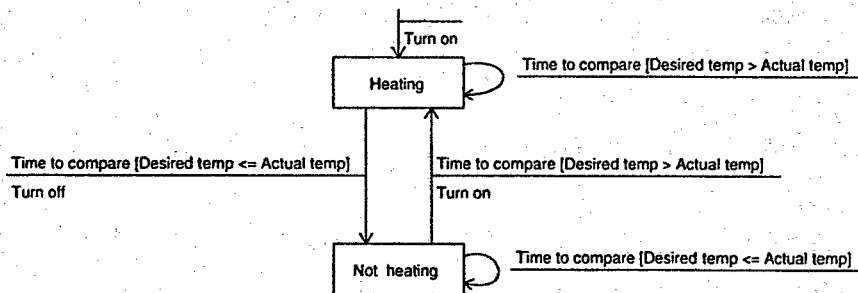 Turn on
Heating
Time to compare [Desired temp > Actual temp]
Time to compare [Desired temp <= Actual temp]
Turn off
Time to compare [Desired temp > Actual temp]
Turn on
Not heating
Time to compare [Desired temp <= Actual temp]